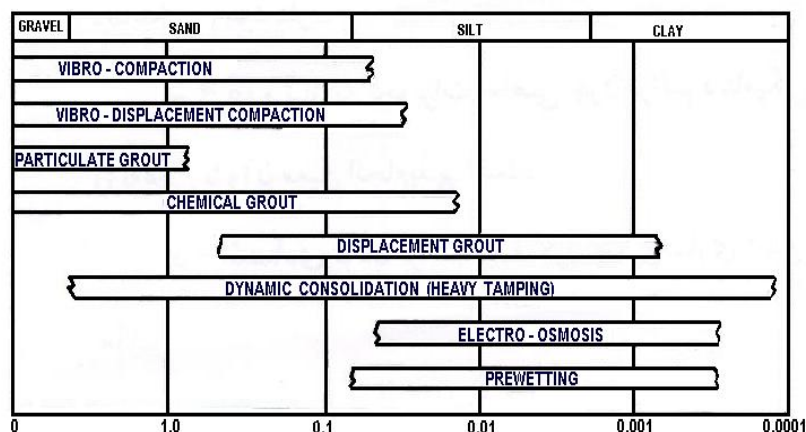 GRAVEL SAND SILT CLAY
VIBRO - COMPACTION
VIBRO - DISPLACEMENT COMPACTION
PARTICULATE GROUT
CHEMICAL GROUT
DISPLACEMENT GROUT
DYNAMIC CONSOLIDATION (HEAVY TAMPING)
ELECTRO - OSMOSIS
PREWETTING
0 1.0 0.1 0.01 0.001 0.0001